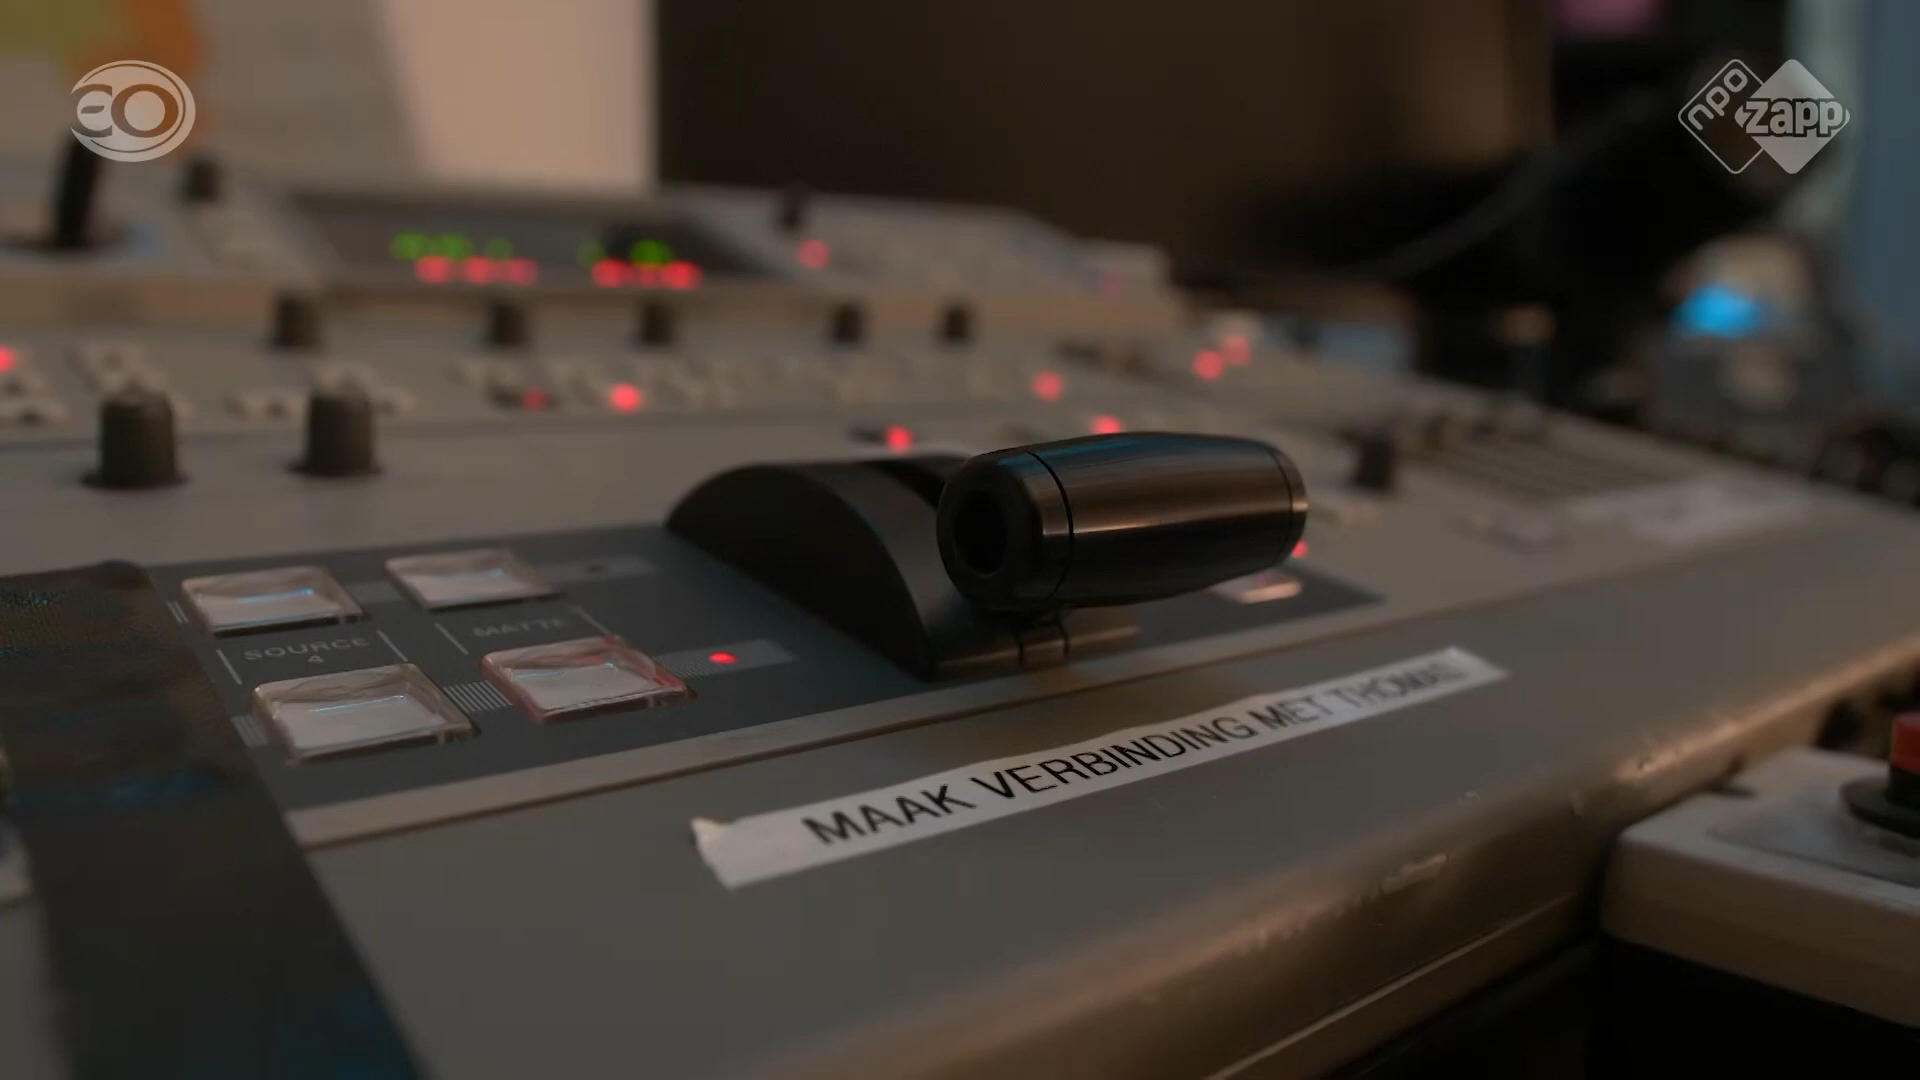 EO
npo
zapp
SOURCE
4
MATTE
MAAK VERBINDING MET THOMAS